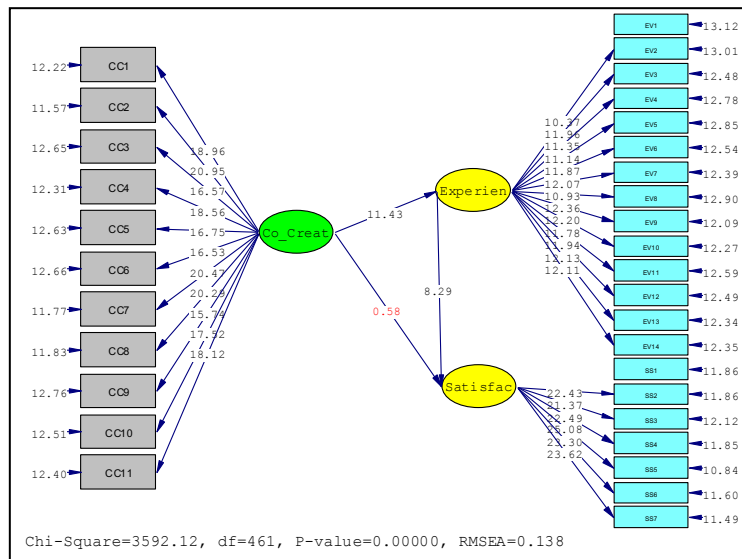 12.22 CC1
11.57 CC2
12.65 CC3
12.31 CC4
12.63 CC5
12.66 CC6
11.77 CC7
11.83 CC8
12.76 CC9
12.51 CC10
12.40 CC11
18.96
20.95
16.57
18.56
16.75
16.53
20.47
20.29
15.74
17.52
18.12
Co_Creat
11.43
0.58
8.29
Experien
Satisfac
10.37
11.96
11.35
11.14
11.87
12.07
10.93
12.36
12.20
11.78
11.94
12.13
12.11
22.43
21.37
22.49
25.08
23.30
23.62
EV1 13.12
EV2 13.01
EV3 12.48
EV4 12.78
EV5 12.85
EV6 12.54
EV7 12.39
EV8 12.90
EV9 12.09
EV10 12.27
EV11 12.59
EV12 12.49
EV13 12.34
EV14 12.35
SS1 11.86
SS2 11.86
SS3 12.12
SS4 11.85
SS5 10.84
SS6 11.60
SS7 11.49
Chi-Square=3592.12, df=461, P-value=0.00000, RMSEA=0.138